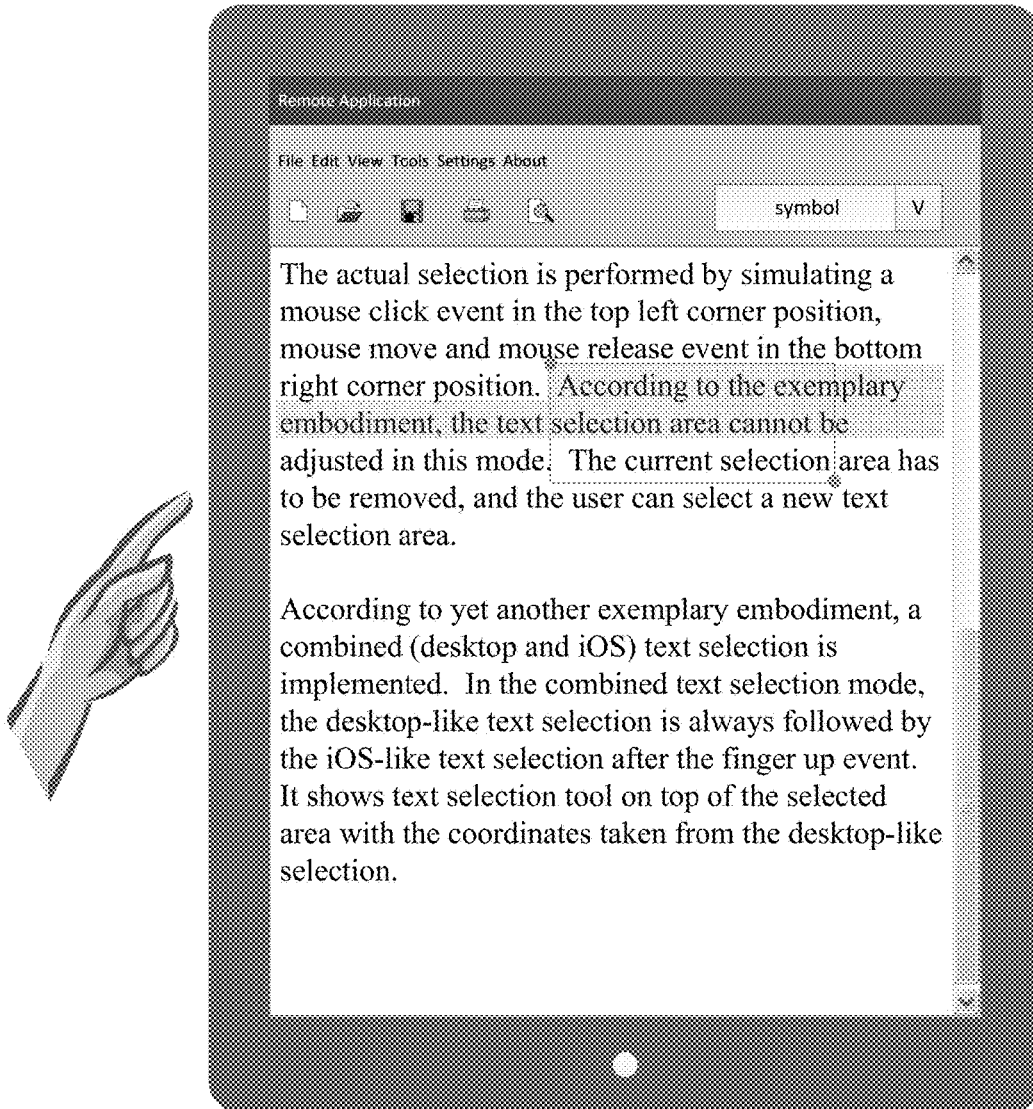 Remote Application
File Edit View Tools Settings About
symbol V
The actual selection is performed by simulating a
mouse click event in the top left corner position,
mouse move and mouse release event in the bottom
right corner position.  According to the exemplary
embodiment, the text selection area cannot be
adjusted in this mode.  The current selection area has
to be removed, and the user can select a new text
selection area.
According to yet another exemplary embodiment, a
combined (desktop and iOS) text selection is
implemented.  In the combined text selection mode,
the desktop-like text selection is always followed by
the iOS-like text selection after the finger up event.
It shows text selection tool on top of the selected
area with the coordinates taken from the desktop-like
selection.